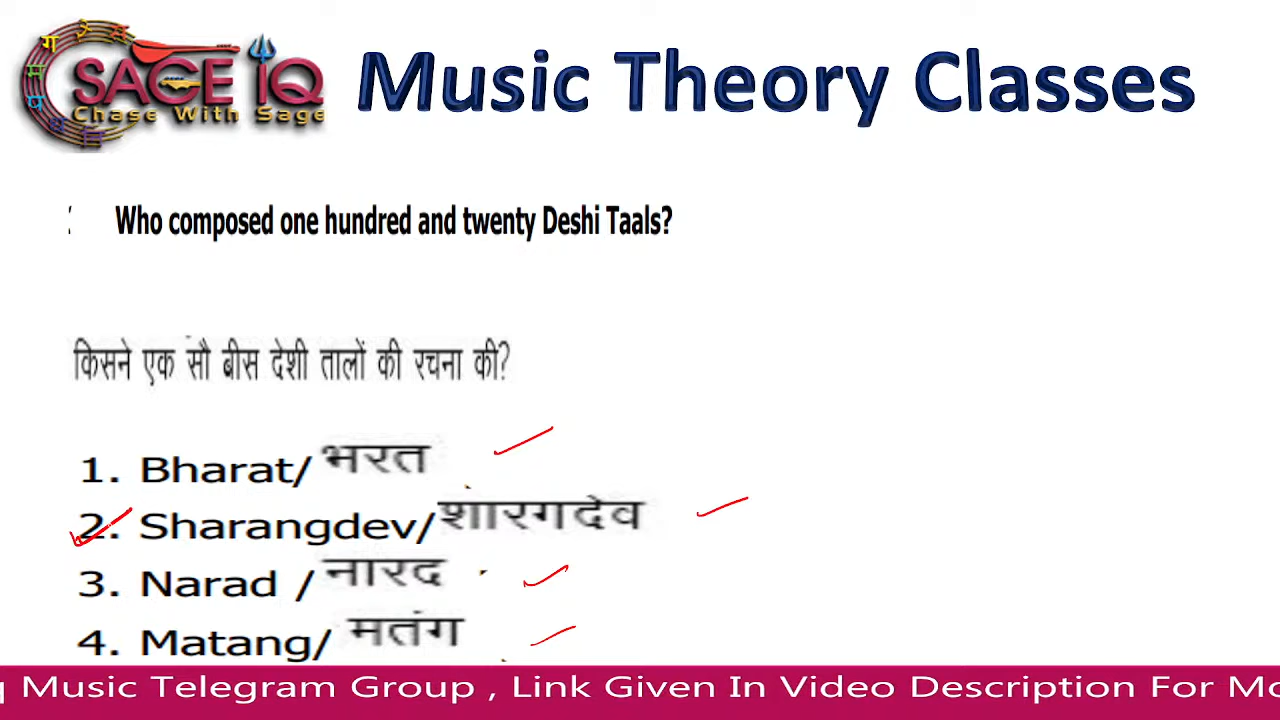 ग म प ध
SAGE IQ
Chase With Sage
Music Theory Classes
Who composed one hundred and twenty Deshi Taals?
किसने एक सौ बीस देशी तालों की रचना की?
1. Bharat/ भरत
2. Sharangdev/ शारगदेव
3. Narad / नारद
4. Matang/ मतंग
q Music Telegram Group , Link Given In Video Description For Mo